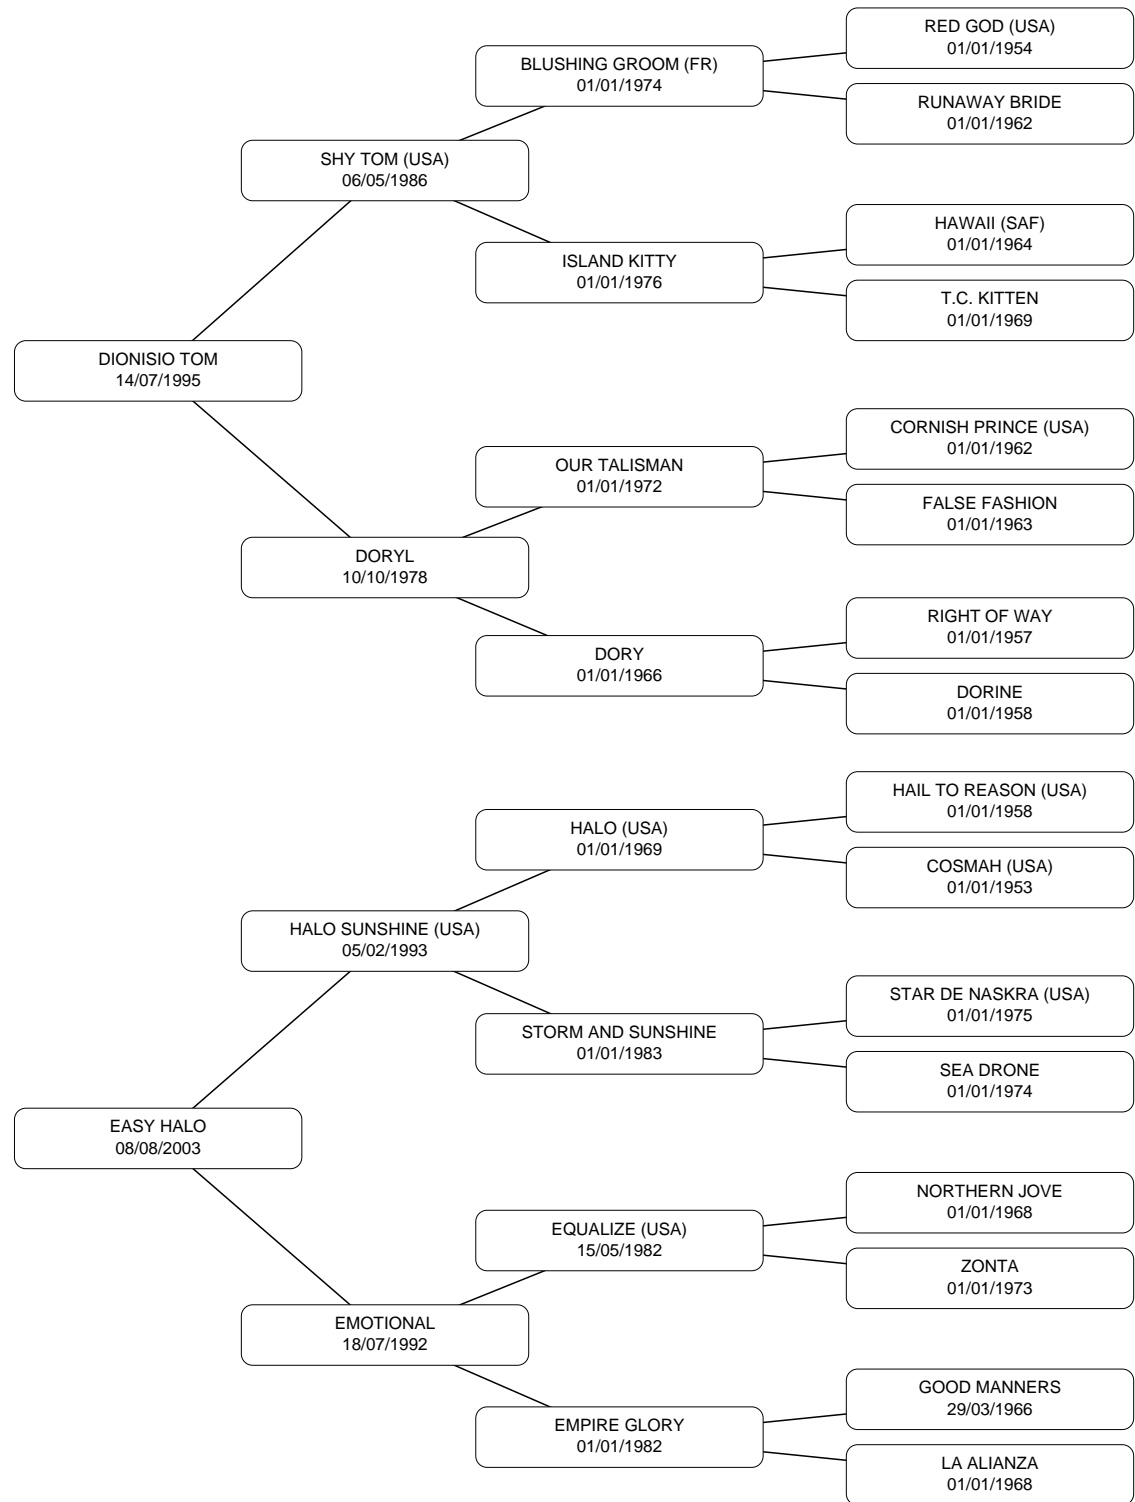 RED GOD (USA)
01/01/1954
BLUSHING GROOM (FR)
01/01/1974
RUNAWAY BRIDE
01/01/1962
SHY TOM (USA)
06/05/1986
HAWAII (SAF)
01/01/1964
ISLAND KITTY
01/01/1976
T.C. KITTEN
01/01/1969
DIONISIO TOM
14/07/1995
CORNISH PRINCE (USA)
01/01/1962
OUR TALISMAN
01/01/1972
FALSE FASHION
01/01/1963
DORYL
10/10/1978
RIGHT OF WAY
01/01/1957
DORY
01/01/1966
DORINE
01/01/1958
HAIL TO REASON (USA)
01/01/1958
HALO (USA)
01/01/1969
COSMAH (USA)
01/01/1953
HALO SUNSHINE (USA)
05/02/1993
STAR DE NASKRA (USA)
01/01/1975
STORM AND SUNSHINE
01/01/1983
SEA DRONE
01/01/1974
EASY HALO
08/08/2003
NORTHERN JOVE
01/01/1968
EQUALIZE (USA)
15/05/1982
ZONTA
01/01/1973
EMOTIONAL
18/07/1992
GOOD MANNERS
29/03/1966
EMPIRE GLORY
01/01/1982
LA ALIANZA
01/01/1968